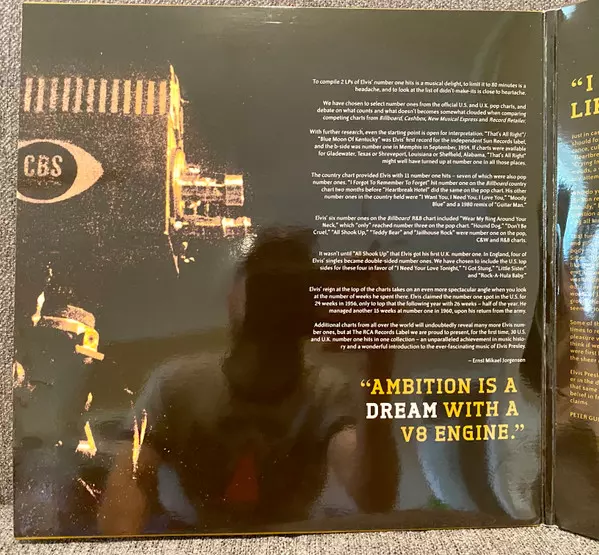 CBS
To compile 2 LPs of Elvis' number one hits is a musical delight, to limit it to 80 minutes is a
headache, and to look at the list of didn't-make-its is close to heartache.
We have chosen to select number ones from the official U.S. and U.K. pop charts, and
debate on what counts and what doesn't becomes somewhat clouded when comparing
competing charts from Billboard, Cashbox, New Musical Express and Record Retailer.
With further research, even the starting point is open for interpretation. "That's All Right"/
"Blue Moon Of Kentucky" was Elvis' first record for the independent Sun Records label,
and the b-side was number one in Memphis in September, 1954. If charts were available
for Gladewater, Texas or Shreveport, Louisiana or Sheffield, Alabama, "That's All Right"
might well have turned up at number one in all those places.
The country chart provided Elvis with 11 number one hits – seven of which were also pop
number ones. "I Forgot To Remember To Forget" hit number one on the Billboard country
chart two months before "Heartbreak Hotel" did the same on the pop chart. His other
number ones in the country field were "I Want You, I Need You, I Love You," "Moody
Blue" and a 1980 remix of "Guitar Man."
Elvis' six number ones on the Billboard R&B chart included "Wear My Ring Around Your
Neck," which "only" reached number three on the pop chart. "Hound Dog," "Don't Be
Cruel," "All Shook Up," "Teddy Bear" and "Jailhouse Rock" were number one on the pop,
C&W and R&B charts.
It wasn't until "All Shook Up" that Elvis got his first U.K. number one. In England, four of
Elvis' singles became double-sided number ones. We have chosen to include the U.S. top
sides for these four in favor of "I Need Your Love Tonight," "I Got Stung," "Little Sister"
and "Rock-A-Hula Baby."
Elvis' reign at the top of the charts takes on an even more spectacular angle when you look
at the number of weeks he spent there. Elvis claimed the number one spot in the U.S. for
24 weeks in 1956, only to top that the following year with 26 weeks – half of the year. He
managed another 15 weeks at number one in 1960, upon his return from the army.
Additional charts from all over the world will undoubtedly reveal many more Elvis num-
ber ones, but at The RCA Records Label we are proud to present, for the first time, 30 U.S.
and U.K. number one hits in one collection – an unparalleled achievement in music histo-
ry and a wonderful introduction to the ever-fascinating music of Elvis Presley.
– Ernst Mikael Jorgensen
"AMBITION IS A
DREAM WITH A
V8 ENGINE."
"I
LIK
Just in cas
should fo
Elvis Presle
or in the d
that same
belief in
claims
PETER GU